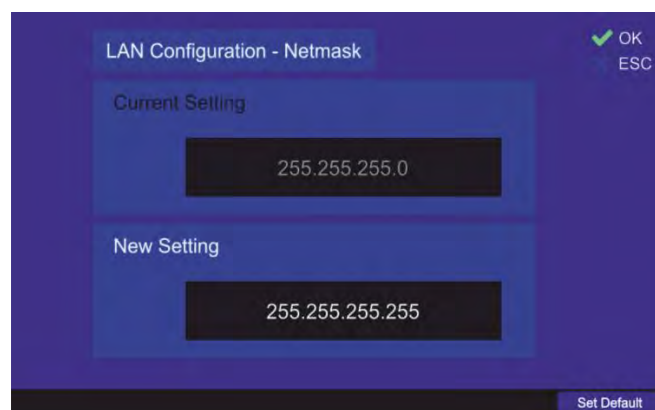 LAN Configuration - Netmask
OK
ESC
Current Setting
255.255.255.0
New Setting
255.255.255.255
Set Default